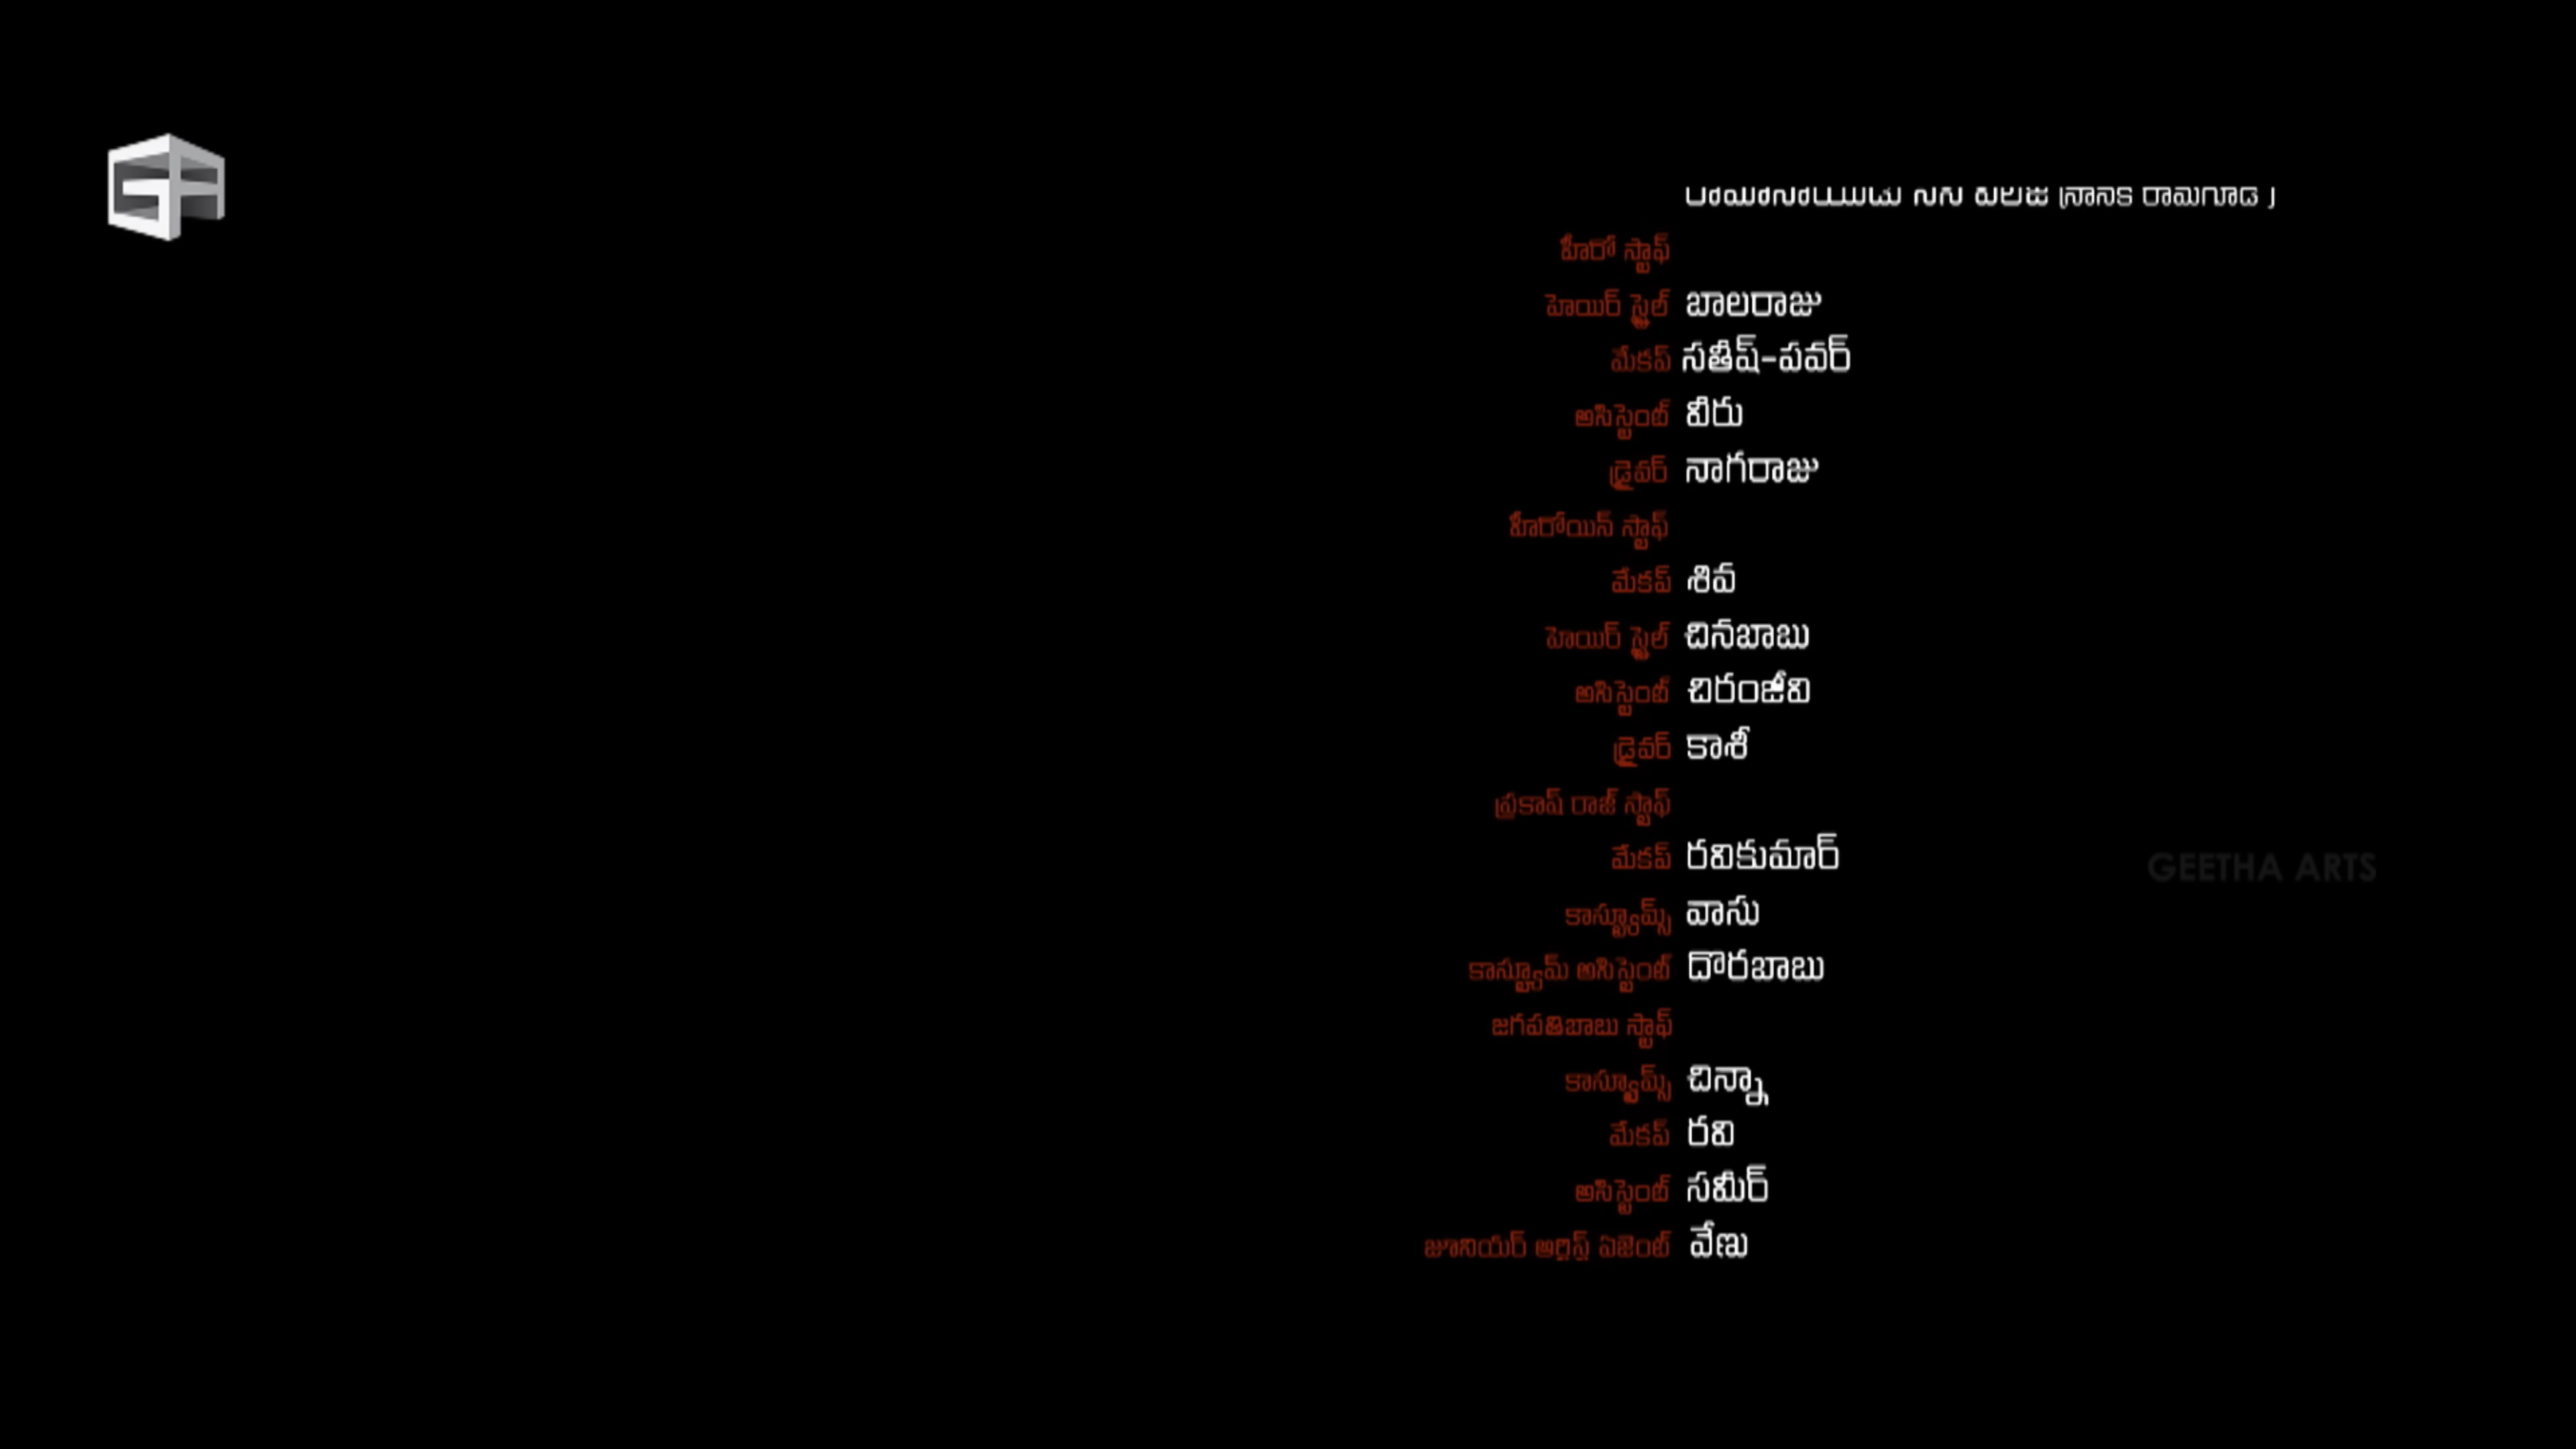 రామానాయుడు సినీ విలేజ్ (నానక్ రామ్‌గూడ )
హీరో స్టాఫ్
హెయిర్ స్టైల్ బాలరాజు
మేకప్ సతీష్-పవర్
అసిస్టెంట్ వీరు
డ్రైవర్ నాగరాజు
హీరోయిన్ స్టాఫ్
మేకప్ శివ
హెయిర్ స్టైల్ చినబాబు
అసిస్టెంట్ చిరంజీవి
డ్రైవర్ కాశీ
ప్రకాష్ రాజ్ స్టాఫ్
మేకప్ రవికుమార్
కాస్ట్యూమ్స్ వాసు
కాస్ట్యూమ్ అసిస్టెంట్ దొరబాబు
GEETHA ARTS
జగపతిబాబు స్టాఫ్
కాస్ట్యూమ్స్ చిన్నా
మేకప్ రవి
అసిస్టెంట్ సమీర్
జూనియర్ ఆర్టిస్ట్ ఏజెంట్ వేణు